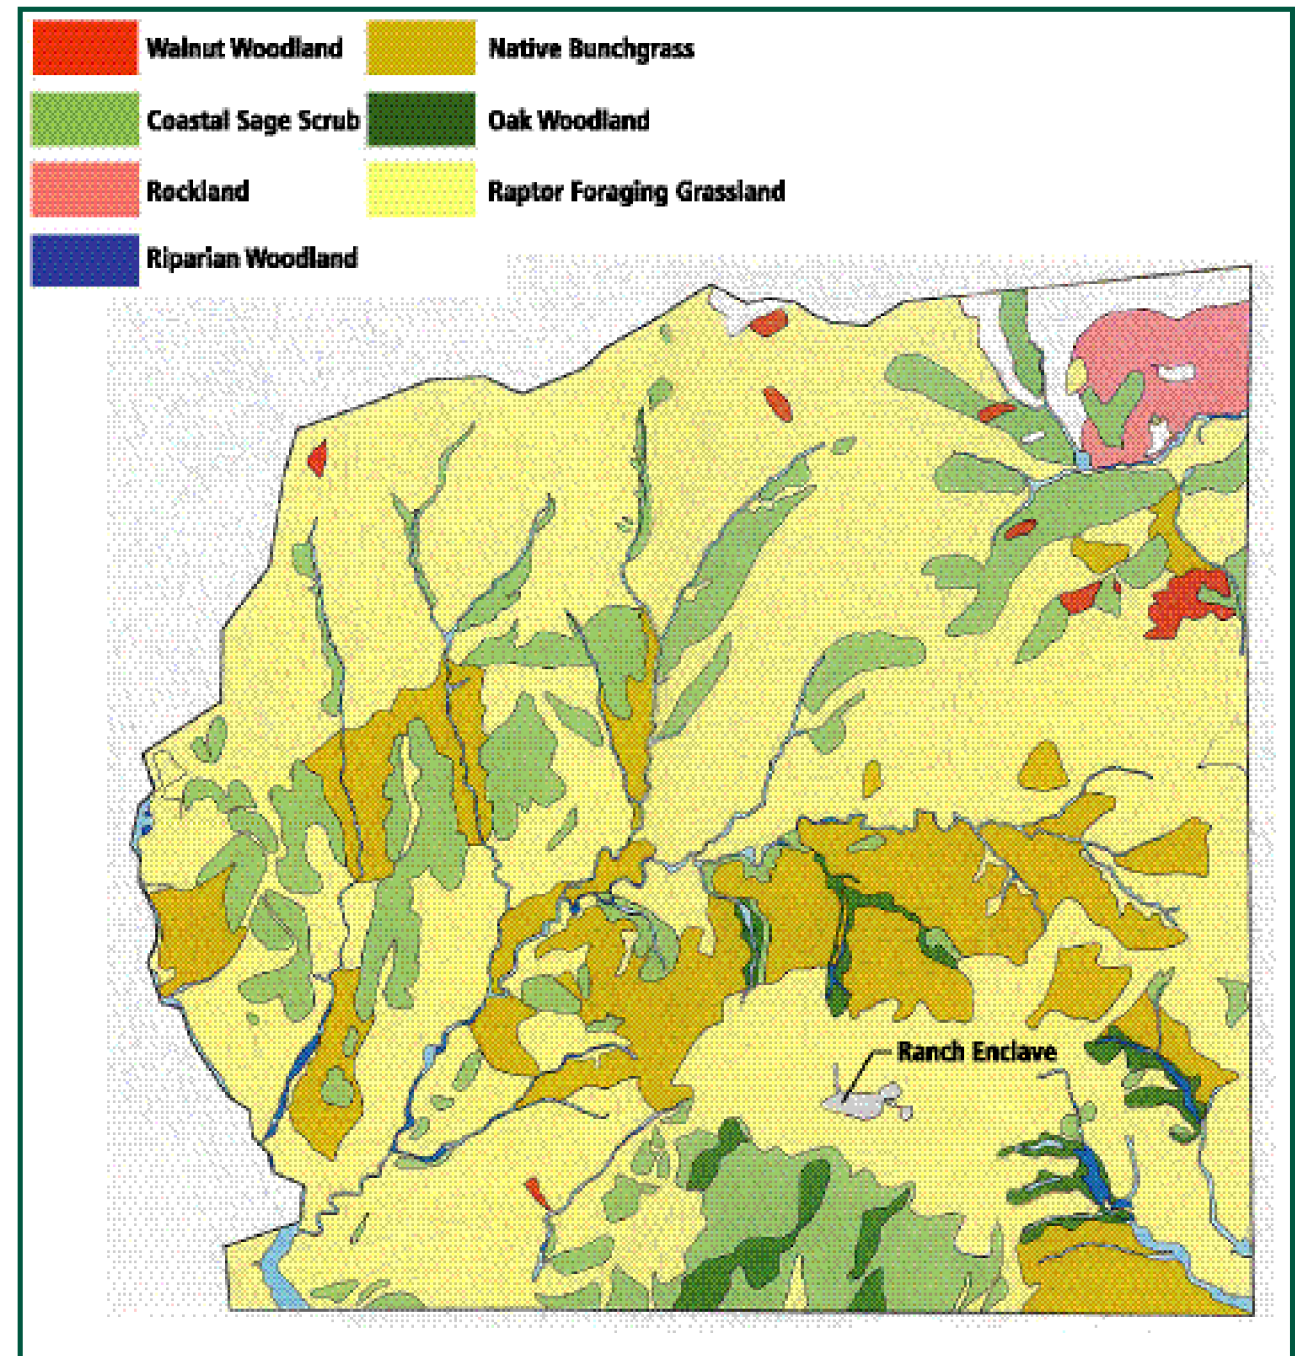 Walnut Woodland
Native Bunchgrass
Coastal Sage Scrub
Oak Woodland
Rockland
Raptor Foraging Grassland
Riparian Woodland
Ranch Enclave